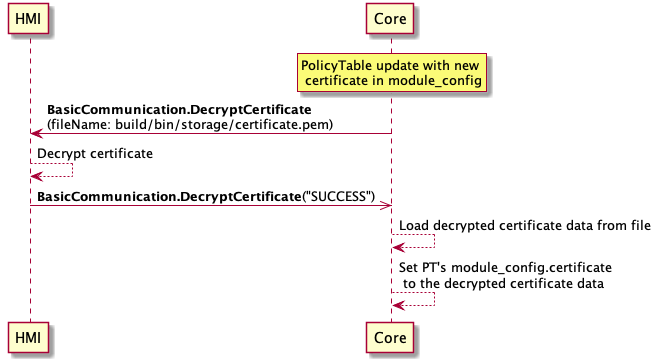 HMI
Core
PolicyTable update with new
certificate in module_config
BasicCommunication.DecryptCertificate
(fileName: build/bin/storage/certificate.pem)
Decrypt certificate
BasicCommunication.DecryptCertificate("SUCCESS")
Load decrypted certificate data from file
Set PT's module_config.certificate
to the decrypted certificate data
HMI
Core